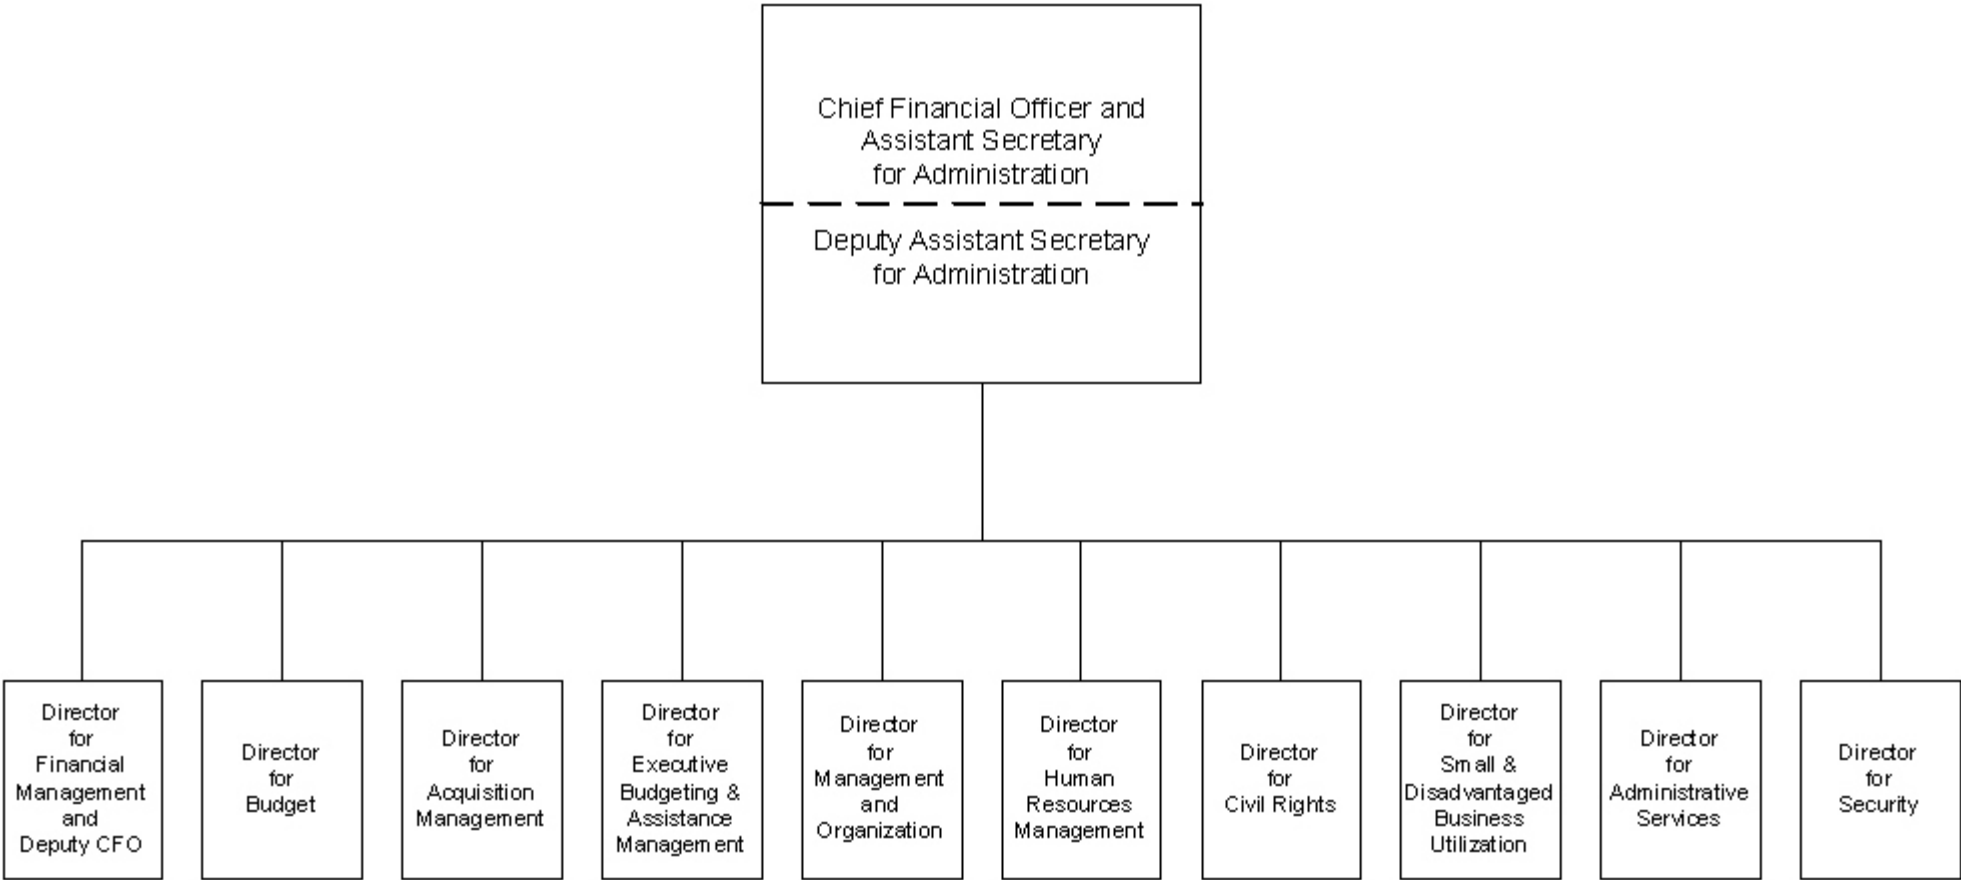 Chief Financial Officer and
Assistant Secretary
for Administration
Deputy Assistant Secretary
for Administration
Director
for
Financial
Management
and
Deputy CFO
Director
for
Budget
Director
for
Acquisition
Management
Director
for
Executive
Budgeting &
Assistance
Management
Director
for
Management
and
Organization
Director
for
Human
Resources
Management
Director
for
Civil Rights
Director
for
Small &
Disadvantaged
Business
Utilization
Director
for
Administrative
Services
Director
for
Security